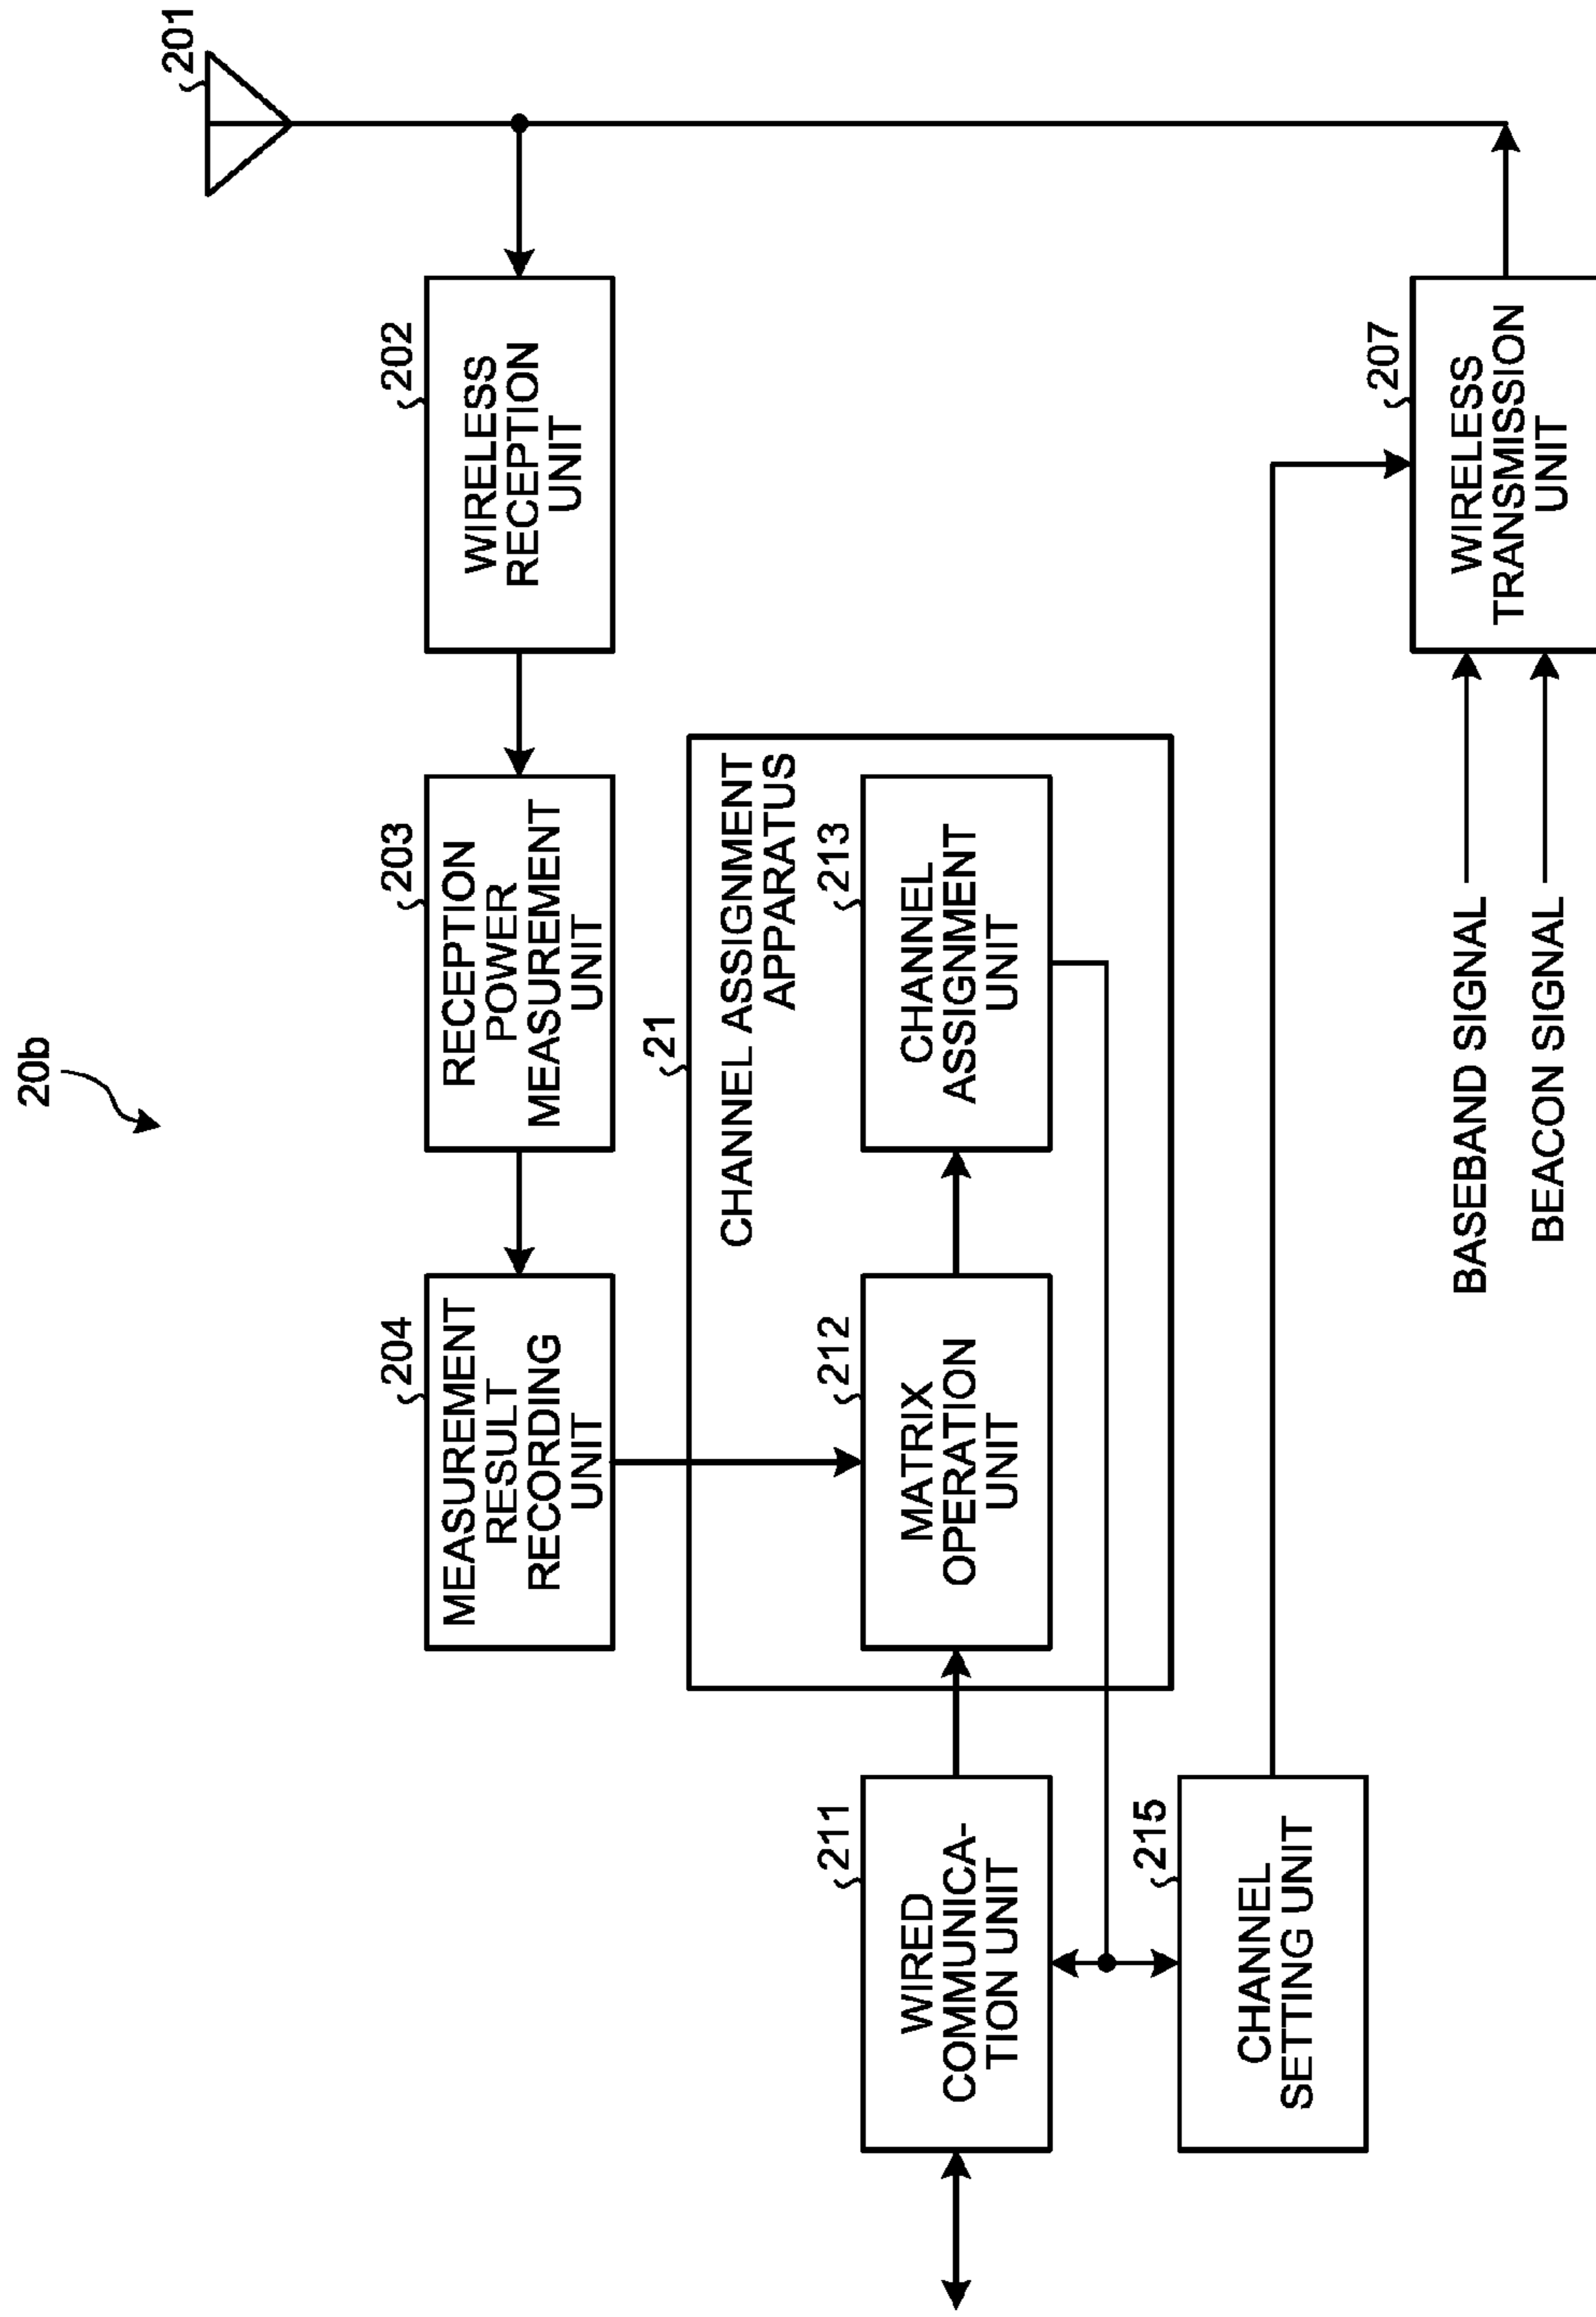 20b
201
202
WIRELESS
RECEPTION
UNIT
203
RECEPTION
POWER
MEASUREMENT
UNIT
204
MEASUREMENT
RESULT
RECORDING
UNIT
21
CHANNEL ASSIGNMENT
APPARATUS
213
CHANNEL
ASSIGNMENT
UNIT
212
MATRIX
OPERATION
UNIT
211
WIRED
COMMUNICA-
TION UNIT
215
CHANNEL
SETTING UNIT
207
WIRELESS
TRANSMISSION
UNIT
BASEBAND SIGNAL
BEACON SIGNAL